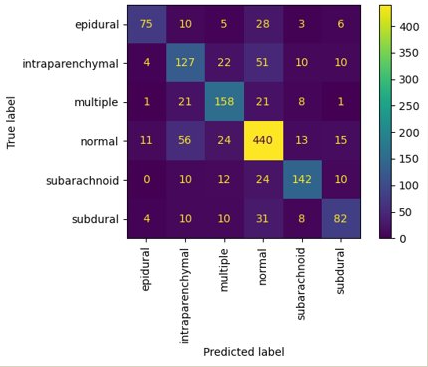 epidural 75 10 5 28 3 6
intraparenchymal 4 127 22 51 10 10
multiple 1 21 158 21 8 1
normal 11 56 24 440 13 15
subarachnoid 0 10 12 24 142 10
subdural 4 10 10 31 8 82
True label
epidural
intraparenchymal
multiple
normal
subarachnoid
subdural
Predicted label
400
350
300
250
200
150
100
50
0